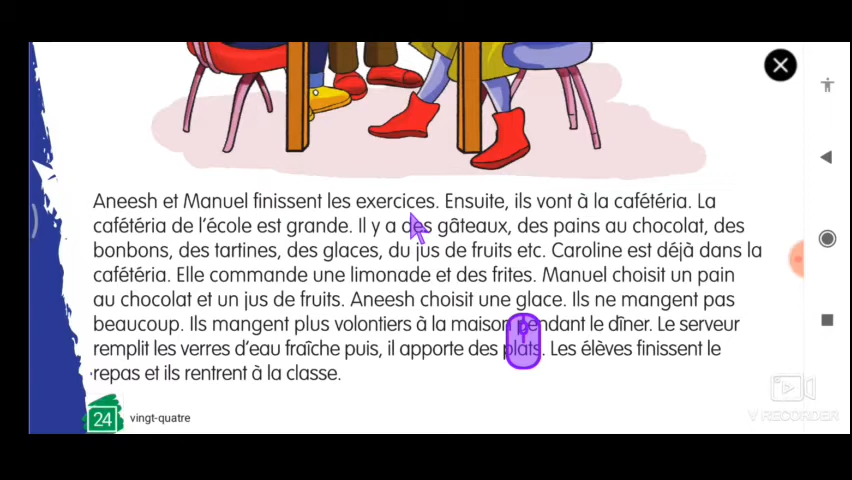 Aneesh et Manuel finissent les exercices. Ensuite, ils vont à la cafétéria. La
cafétéria de l'école est grande. Il y a des gâteaux, des pains au chocolat, des
bonbons, des tartines, des glaces, du jus de fruits etc. Caroline est déjà dans la
cafétéria. Elle commande une limonade et des frites. Manuel choisit un pain
au chocolat et un jus de fruits. Aneesh choisit une glace. Ils ne mangent pas
beaucoup. Ils mangent plus volontiers à la maison pendant le dîner. Le serveur
remplit les verres d'eau fraîche puis, il apporte des plats. Les élèves finissent le
repas et ils rentrent à la classe.
24 vingt-quatre
V RECORDER